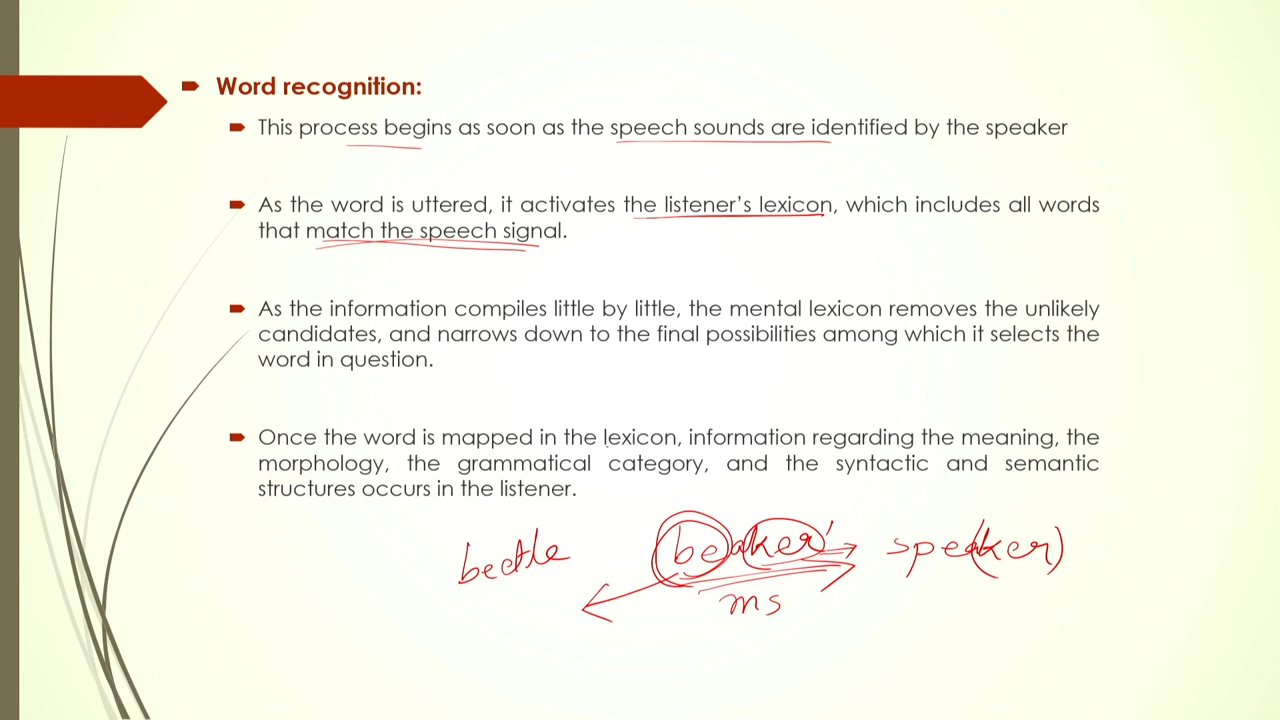 Word recognition:
This process begins as soon as the speech sounds are identified by the speaker
As the word is uttered, it activates the listener's lexicon, which includes all words
that match the speech signal.
As the information compiles little by little, the mental lexicon removes the unlikely
candidates, and narrows down to the final possibilities among which it selects the
word in question.
Once the word is mapped in the lexicon, information regarding the meaning, the
morphology, the grammatical category, and the syntactic and semantic
structures occurs in the listener.
beetle beaker speaker
ms